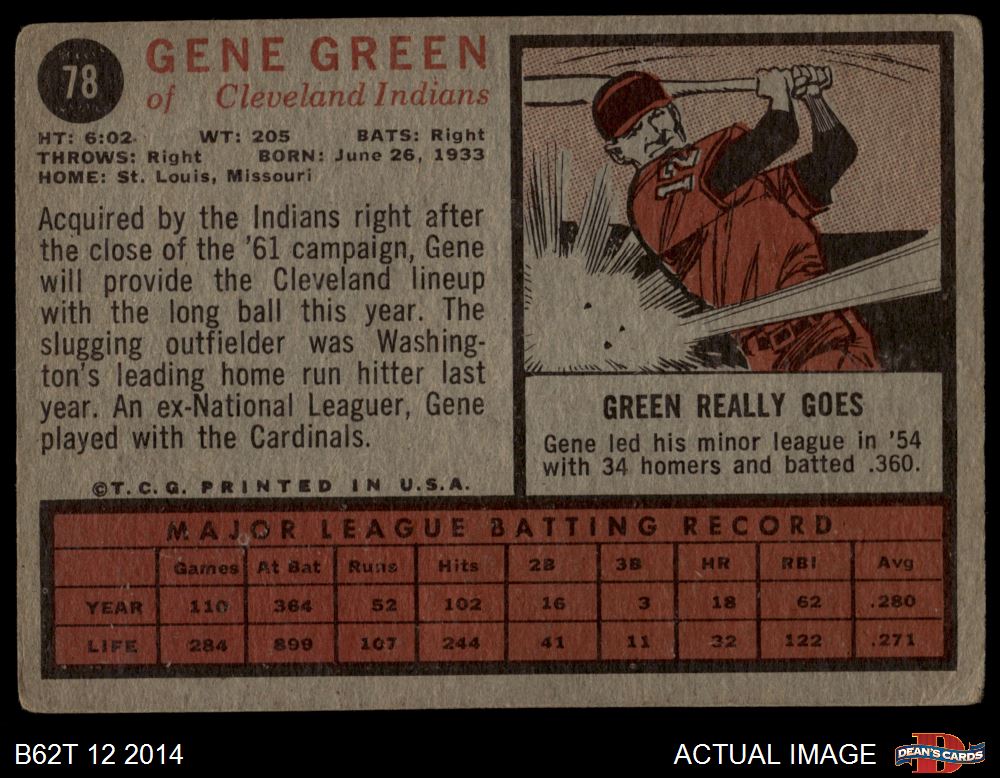 78
GENE GREEN
of Cleveland Indians
HT: 6:02 WT: 205 BATS: Right
THROWS: Right BORN: June 26, 1933
HOME: St. Louis, Missouri
Acquired by the Indians right after
the close of the '61 campaign, Gene
will provide the Cleveland lineup
with the long ball this year. The
slugging outfielder was Washing-
ton's leading home run hitter last
year. An ex-National Leaguer, Gene
played with the Cardinals.
©T. C. G. PRINTED IN U.S.A.
12
GREEN REALLY GOES
Gene led his minor league in '54
with 34 homers and batted .360.
MAJOR LEAGUE BATTING RECORD
Games At Bat Runs Hits 2B 3B HR RBI Avg
YEAR 110 364 52 102 16 3 18 62 .280
LIFE 284 899 107 244 41 11 32 122 .271
B62T 12 2014
ACTUAL IMAGE
DEAN'S CARDS